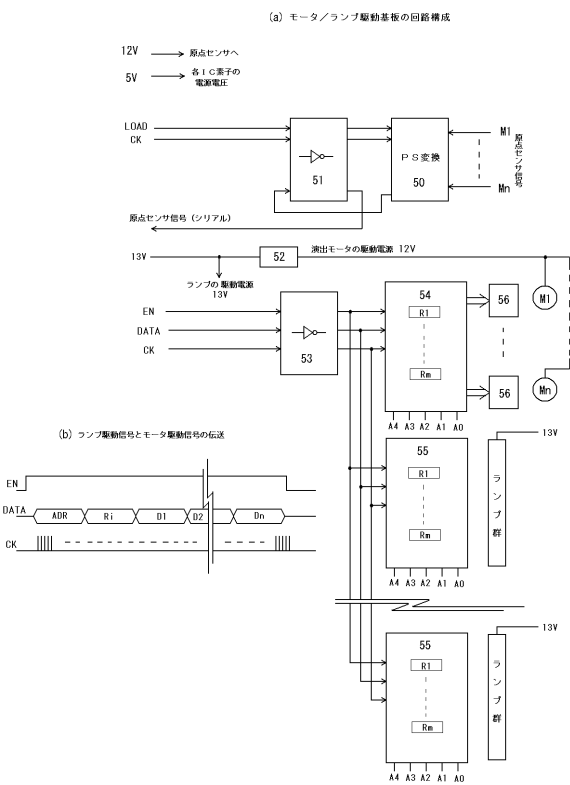 (a) モータ／ランプ駆動基板の回路構成
12V 原点センサへ
5V 各ＩＣ素子の
電源電圧
LOAD
CK
51
ＰＳ変換
50
M1
Mn
原点センサ信号
原点センサ信号（シリアル）
13V
52
演出モータの駆動電源 12V
ランプの 駆動電源
13V
EN
DATA
CK
53
54
R1
Rm
A4 A3 A2 A1 A0
56
56
M1
Mn
(b) ランプ駆動信号とモータ駆動信号の伝送
EN
DATA ADR Ri D1 D2 Dn
CK
55
R1
Rm
A4 A3 A2 A1 A0
13V
ランプ群
55
R1
Rm
A4 A3 A2 A1 A0
13V
ランプ群